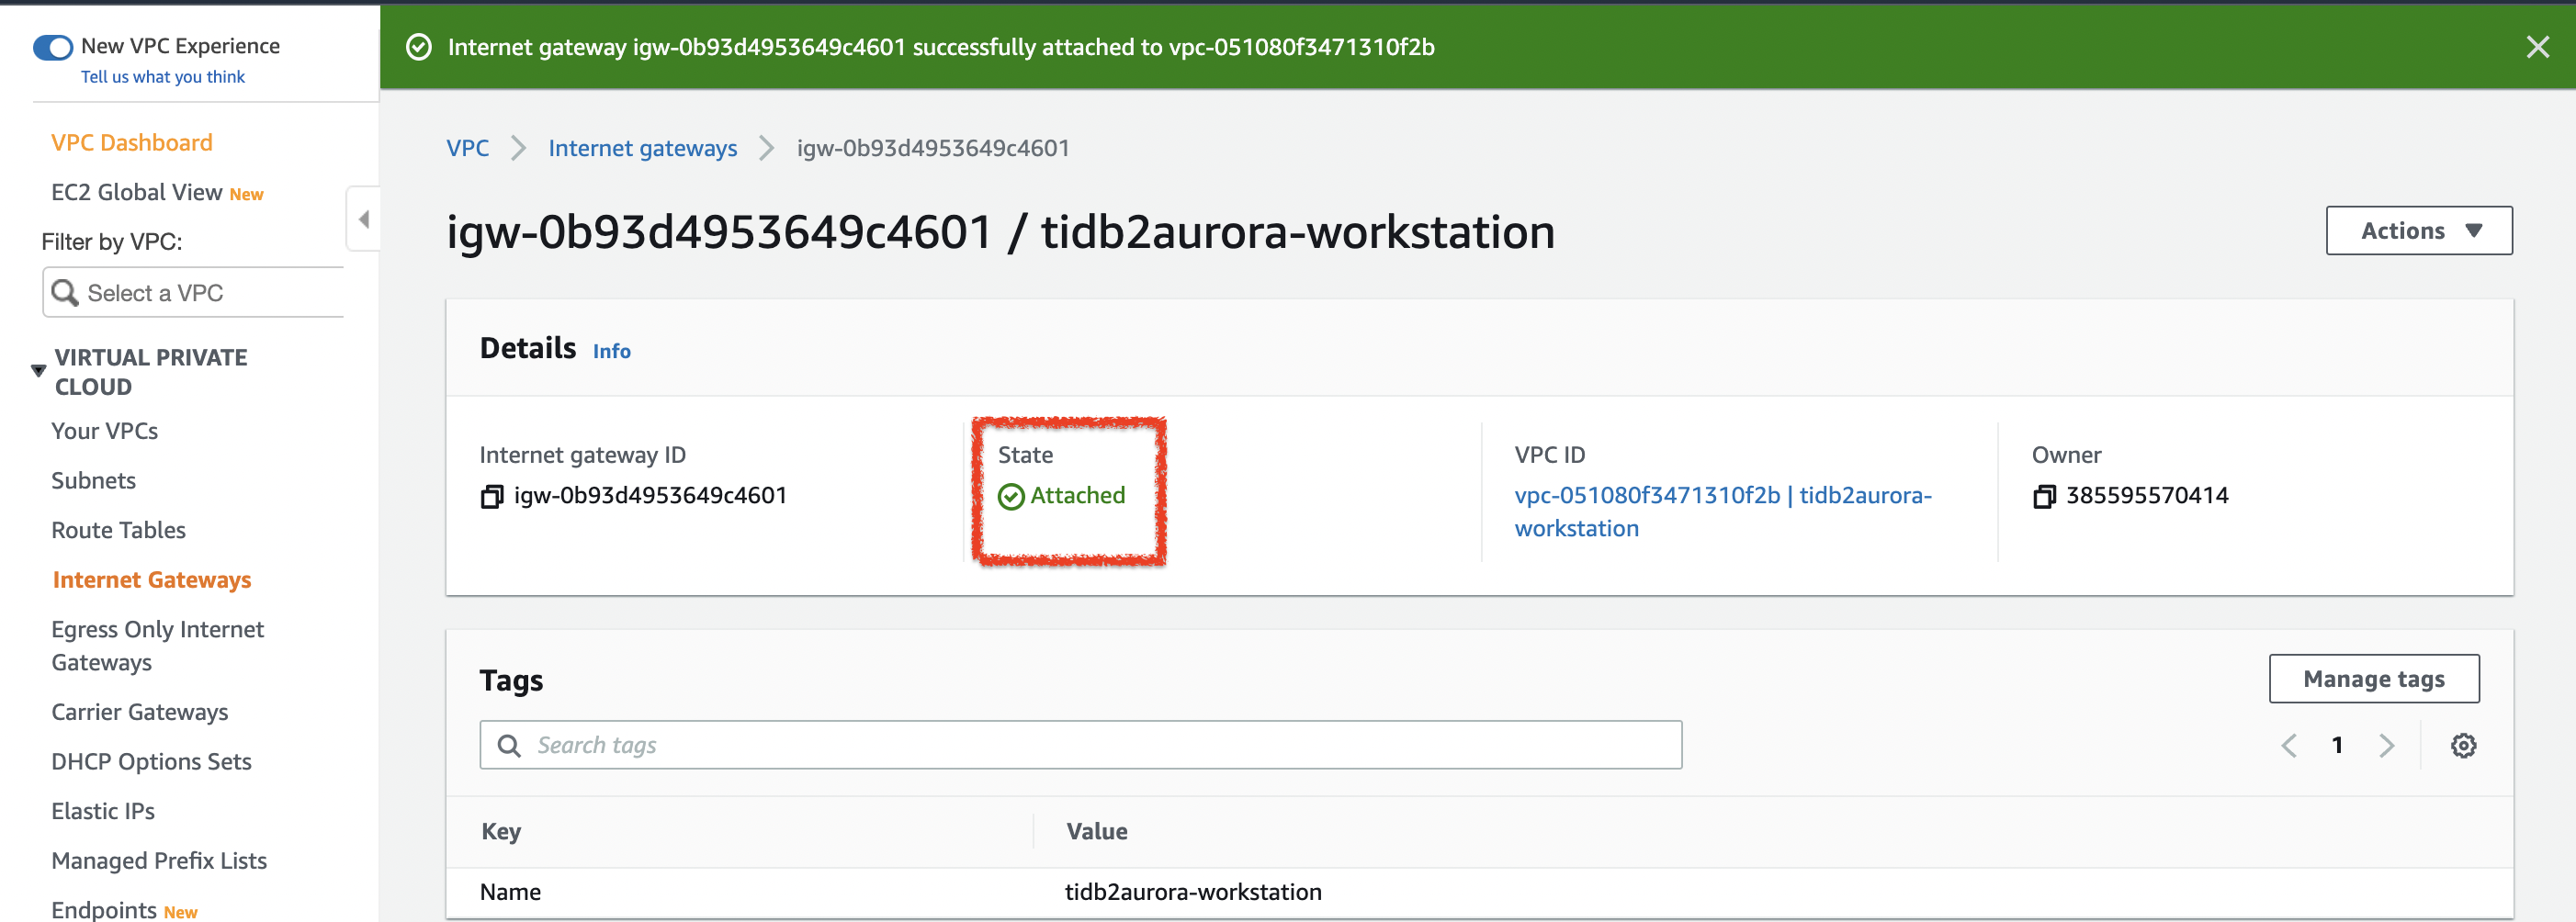 New VPC Experience
Tell us what you think
VPC Dashboard
EC2 Global View New
Filter by VPC:
Select a VPC
VIRTUAL PRIVATE
CLOUD
Your VPCs
Subnets
Route Tables
Internet Gateways
Egress Only Internet
Gateways
Carrier Gateways
DHCP Options Sets
Elastic IPs
Managed Prefix Lists
Endpoints New
Internet gateway igw-0b93d4953649c4601 successfully attached to vpc-051080f3471310f2b
VPC Internet gateways igw-0b93d4953649c4601
igw-0b93d4953649c4601 / tidb2aurora-workstation
Actions
Details Info
Internet gateway ID
igw-0b93d4953649c4601
State
Attached
VPC ID
vpc-051080f3471310f2b | tidb2aurora-
workstation
Owner
385595570414
Tags
Manage tags
Search tags
1
Key Value
Name tidb2aurora-workstation